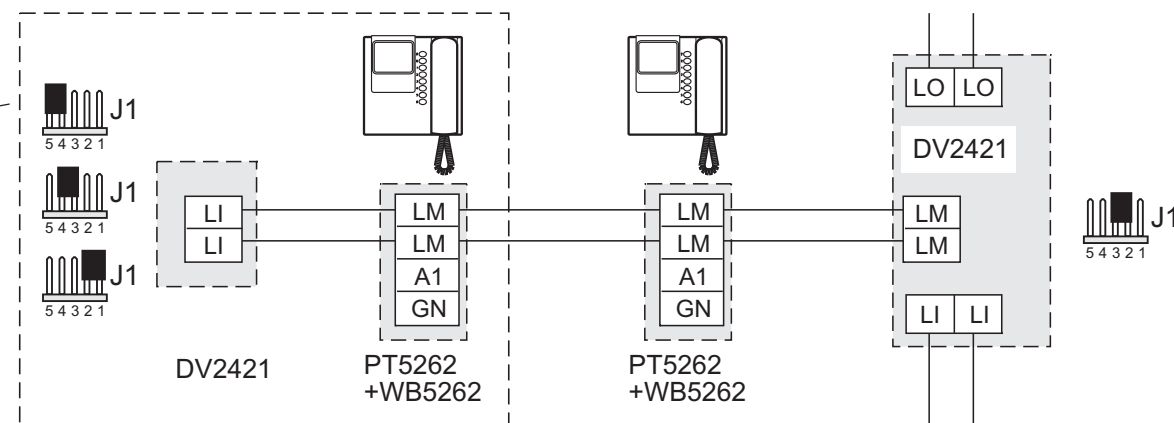 LO LO
J1
5 4 3 2 1
DV2421
J1
5 4 3 2 1
LI LM LM LM J1
LI LM LM LM 5 4 3 2 1
A1 A1
J1
GN GN LI LI
5 4 3 2 1
DV2421 PT5262 PT5262
+WB5262 +WB5262